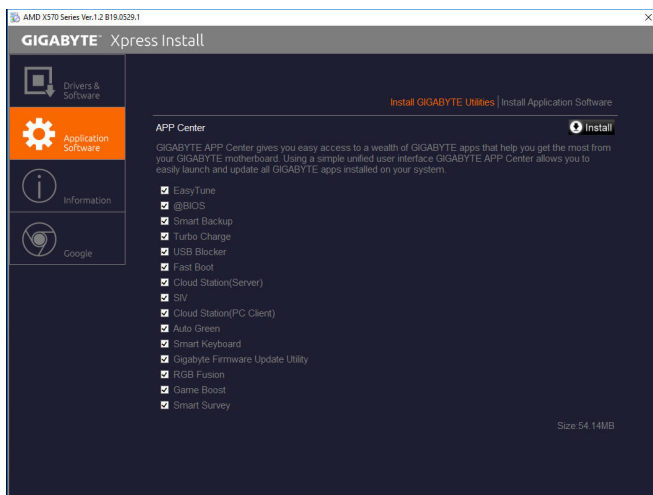 AMD X570 Series Ver.1.2 B19.0529.1
GIGABYTE™ Xpress Install
Drivers &
Software
Application
Software
Information
Google
Install GIGABYTE Utilities | Install Application Software
APP Center
Install
GIGABYTE APP Center gives you easy access to a wealth of GIGABYTE apps that help you get the most from
your GIGABYTE motherboard. Using a simple unified user interface GIGABYTE APP Center allows you to
easily launch and update all GIGABYTE apps installed on your system.
EasyTune
@BIOS
Smart Backup
Turbo Charge
USB Blocker
Fast Boot
Cloud Station(Server)
SIV
Cloud Station(PC Client)
Auto Green
Smart Keyboard
Gigabyte Firmware Update Utility
RGB Fusion
Game Boost
Smart Survey
Size:54.14MB